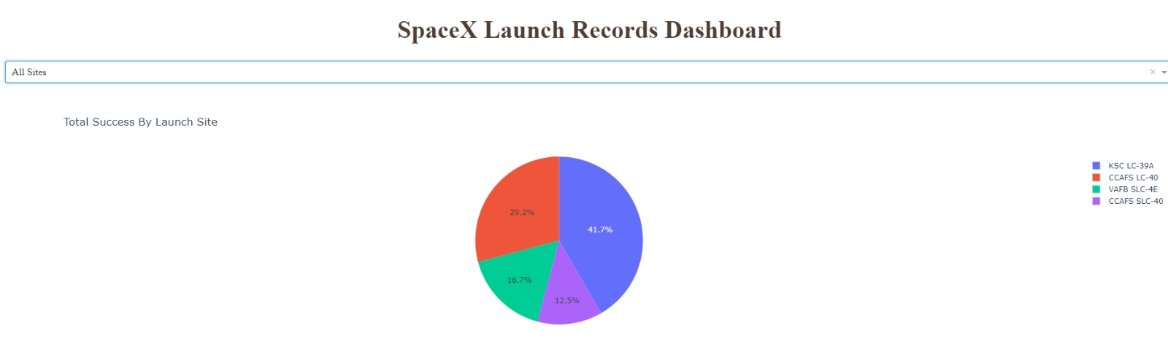 SpaceX Launch Records Dashboard
All Sites
×
Total Success By Launch Site
KSC LC-39A
CCAFS LC-40
VAFB SLC-4E
CCAFS SLC-40
29.2%
41.7%
16.7%
12.5%